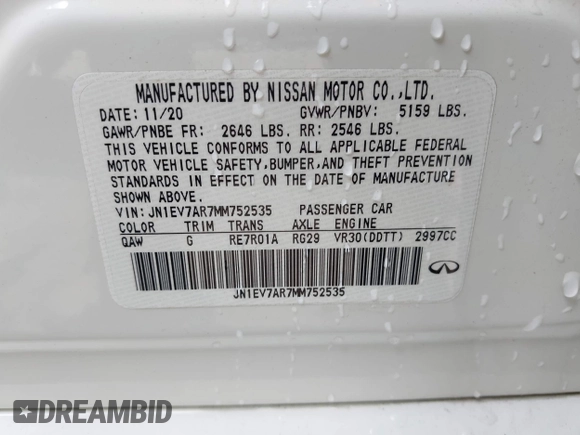 MANUFACTURED BY NISSAN MOTOR CO.,LTD.
DATE: 11/20 GVWR/PNBV: 5159 LBS.
GAWR/PNBE FR: 2646 LBS. RR: 2546 LBS.
THIS VEHICLE CONFORMS TO ALL APPLICABLE FEDERAL
MOTOR VEHICLE SAFETY,BUMPER,AND THEFT PREVENTION
STANDARDS IN EFFECT ON THE DATE OF MANUFACTURE
SHOWN ABOVE.
VIN: JN1EV7AR7MM752535 PASSENGER CAR
COLOR TRIM TRANS AXLE ENGINE
QAW G RE7R01A RG29 VR30(DDTT) 2997CC
JN1EV7AR7MM752535
DREAMBID